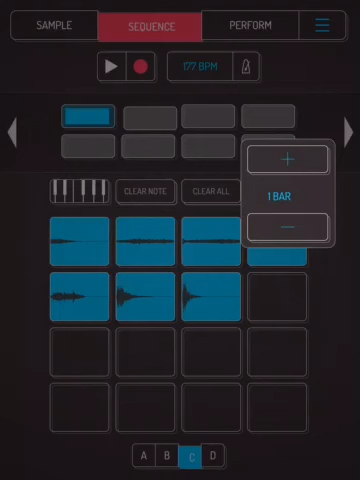 SAMPLE
SEQUENCE
PERFORM
177 BPM
CLEAR NOTE
CLEAR ALL
1 BAR
A
B
C
D